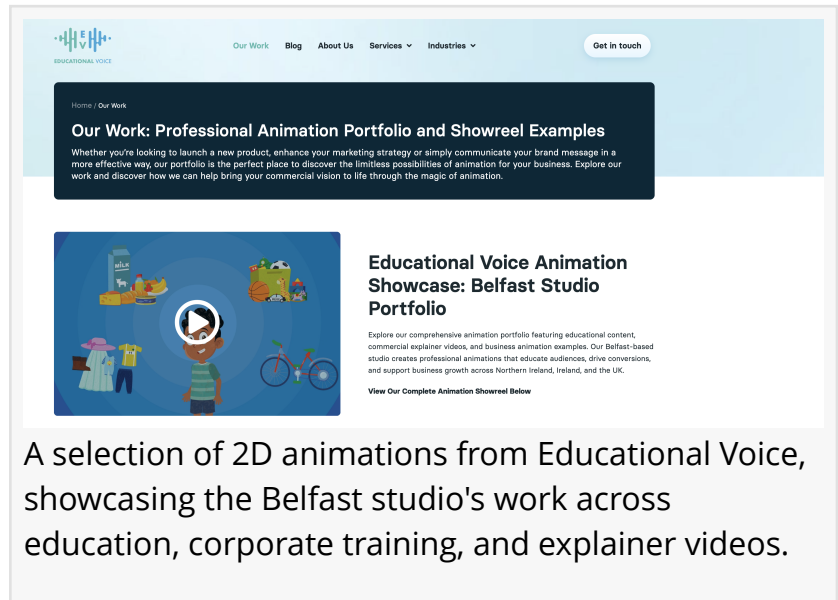 E
V
EDUCATIONAL VOICE
Our Work
Blog
About Us
Services
Industries
Get in touch
Home / Our Work
Our Work: Professional Animation Portfolio and Showreel Examples
Whether you're looking to launch a new product, enhance your marketing strategy or simply communicate your brand message in a
more effective way, our portfolio is the perfect place to discover the limitless possibilities of animation for your business. Explore our
work and discover how we can help bring your commercial vision to life through the magic of animation.
MILK
Educational Voice Animation
Showcase: Belfast Studio
Portfolio
Explore our comprehensive animation portfolio featuring educational content,
commercial explainer videos, and business animation examples. Our Belfast-based
studio creates professional animations that educate audiences, drive conversions,
and support business growth across Northern Ireland, Ireland, and the UK.
View Our Complete Animation Showreel Below
A selection of 2D animations from Educational Voice,
showcasing the Belfast studio's work across
education, corporate training, and explainer videos.